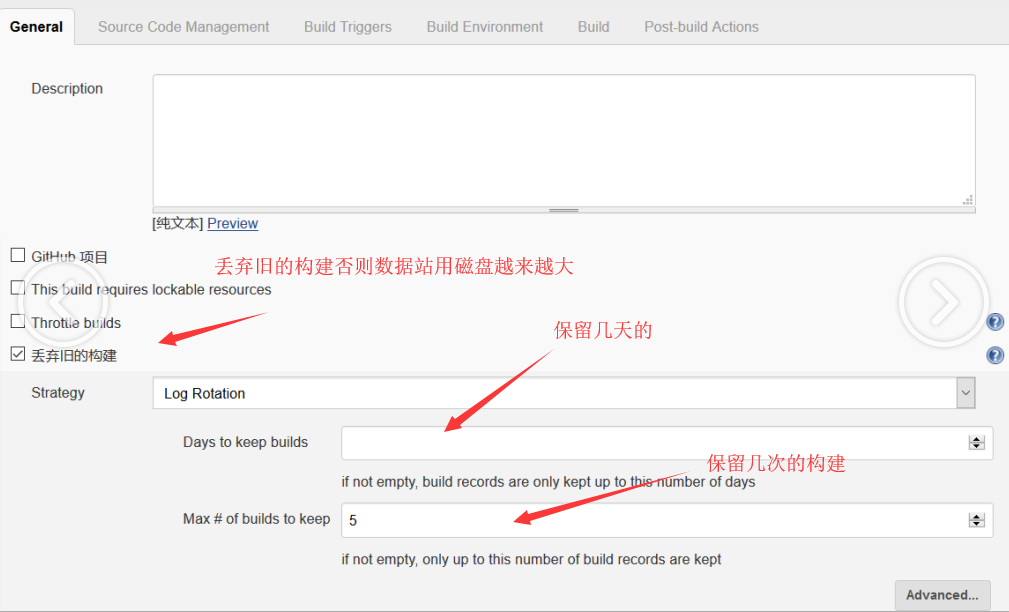 General Source Code Management Build Triggers Build Environment Build Post-build Actions
Description
[纯文本] Preview
GitHub 项目
丢弃旧的构建否则数据站用磁盘越来越大
This build requires lockable resources
Throttle builds
保留几天的
丢弃旧的构建
Strategy Log Rotation
Days to keep builds
保留几次的构建
if not empty, build records are only kept up to this number of days
Max # of builds to keep 5
if not empty, only up to this number of build records are kept
Advanced...